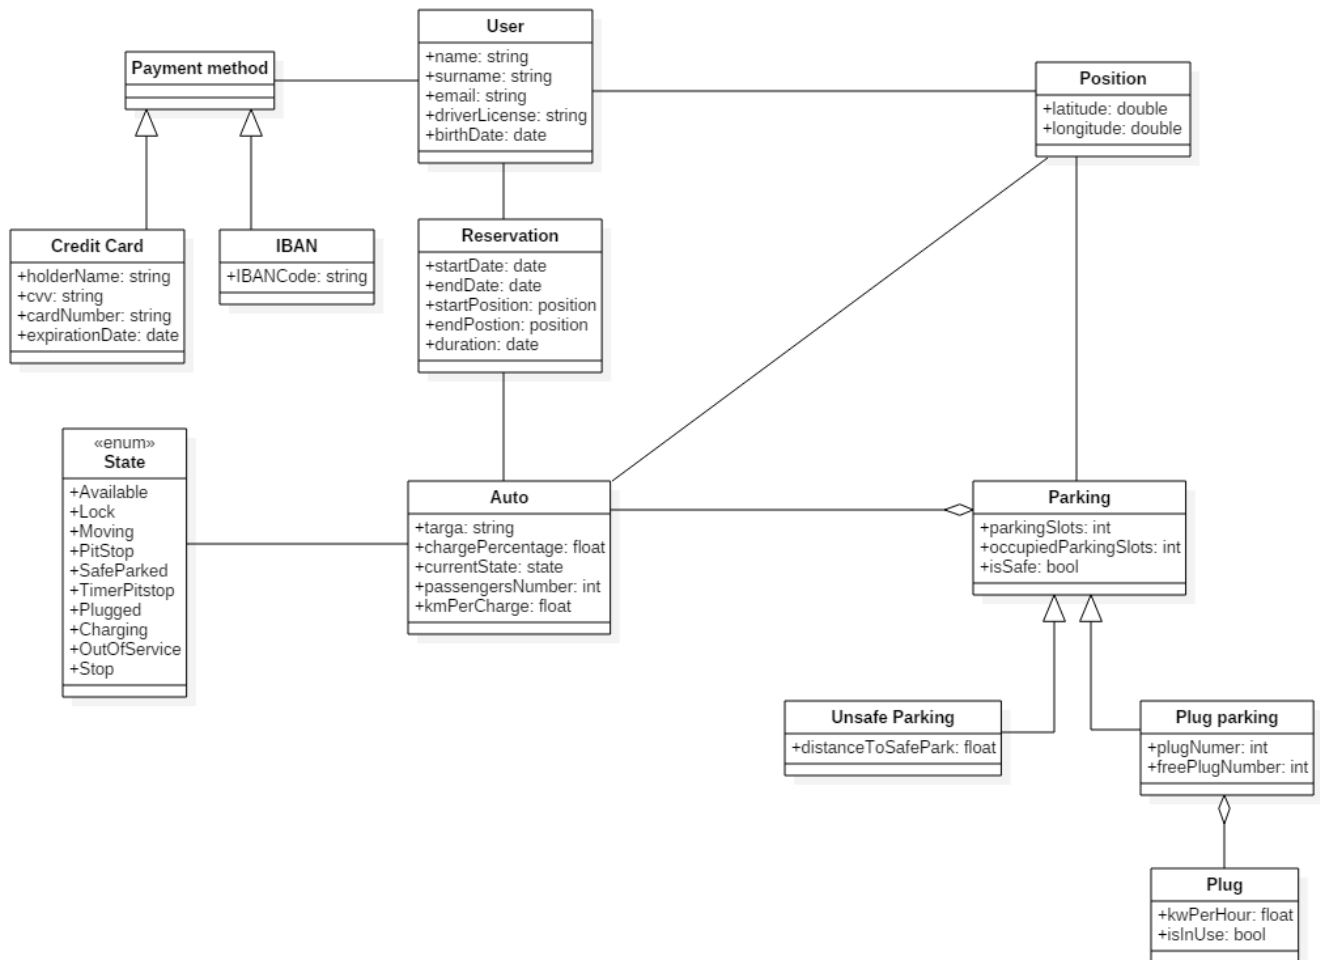 User
+name: string
+surname: string
+email: string
+driverLicense: string
+birthDate: date
Payment method
Position
+latitude: double
+longitude: double
Credit Card
+holderName: string
+cvv: string
+cardNumber: string
+expirationDate: date
IBAN
+IBANCode: string
Reservation
+startDate: date
+endDate: date
+startPosition: position
+endPostion: position
+duration: date
«enum»
State
+Available
+Lock
+Moving
+PitStop
+SafeParked
+TimerPitstop
+Plugged
+Charging
+OutOfService
+Stop
Auto
+targa: string
+chargePercentage: float
+currentState: state
+passengersNumber: int
+kmPerCharge: float
Parking
+parkingSlots: int
+occupiedParkingSlots: int
+isSafe: bool
Unsafe Parking
+distanceToSafePark: float
Plug parking
+plugNumer: int
+freePlugNumber: int
Plug
+kwPerHour: float
+isInUse: bool